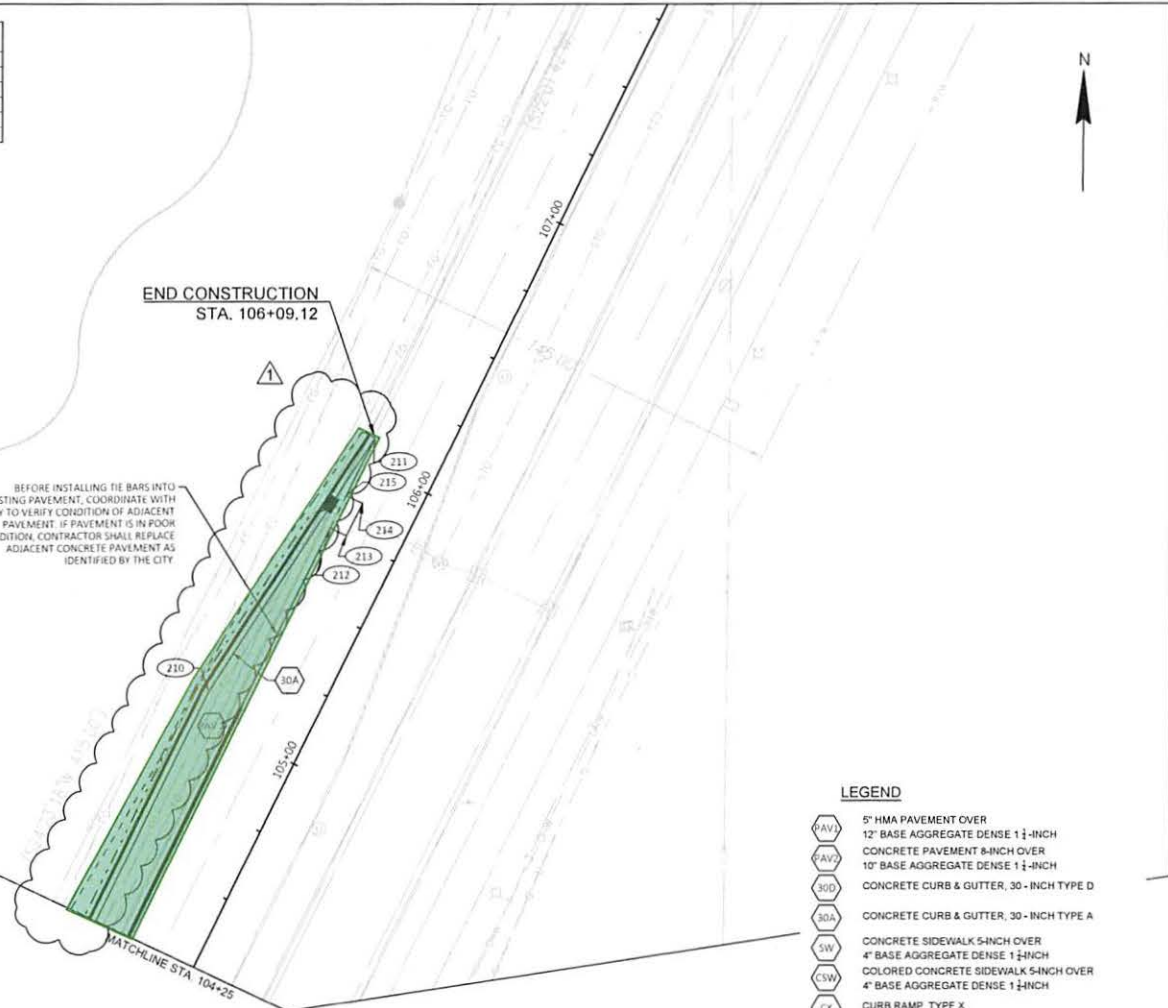 N
107+00
END CONSTRUCTION
STA. 106+09.12
1
145.00'
BEFORE INSTALLING TIE BARS INTO
STING PAVEMENT, COORDINATE WITH
Y TO VERIFY CONDITION OF ADJACENT
PAVEMENT. IF PAVEMENT IS IN POOR
DITION, CONTRACTOR SHALL REPLACE
ADJACENT CONCRETE PAVEMENT AS
IDENTIFIED BY THE CITY
211
215
106+00
214
213
212
210
30A
105+00
MATCHLINE STA. 104+25
LEGEND
PAV1 5" HMA PAVEMENT OVER
12" BASE AGGREGATE DENSE 1 ¼-INCH
PAV2 CONCRETE PAVEMENT 8-INCH OVER
10" BASE AGGREGATE DENSE 1 ¼-INCH
30D CONCRETE CURB & GUTTER, 30 - INCH TYPE D
30A CONCRETE CURB & GUTTER, 30 - INCH TYPE A
SW CONCRETE SIDEWALK 5-INCH OVER
4" BASE AGGREGATE DENSE 1 ¼-INCH
CSW COLORED CONCRETE SIDEWALK 5-INCH OVER
4" BASE AGGREGATE DENSE 1 ¼-INCH
CURB RAMP, TYPE X